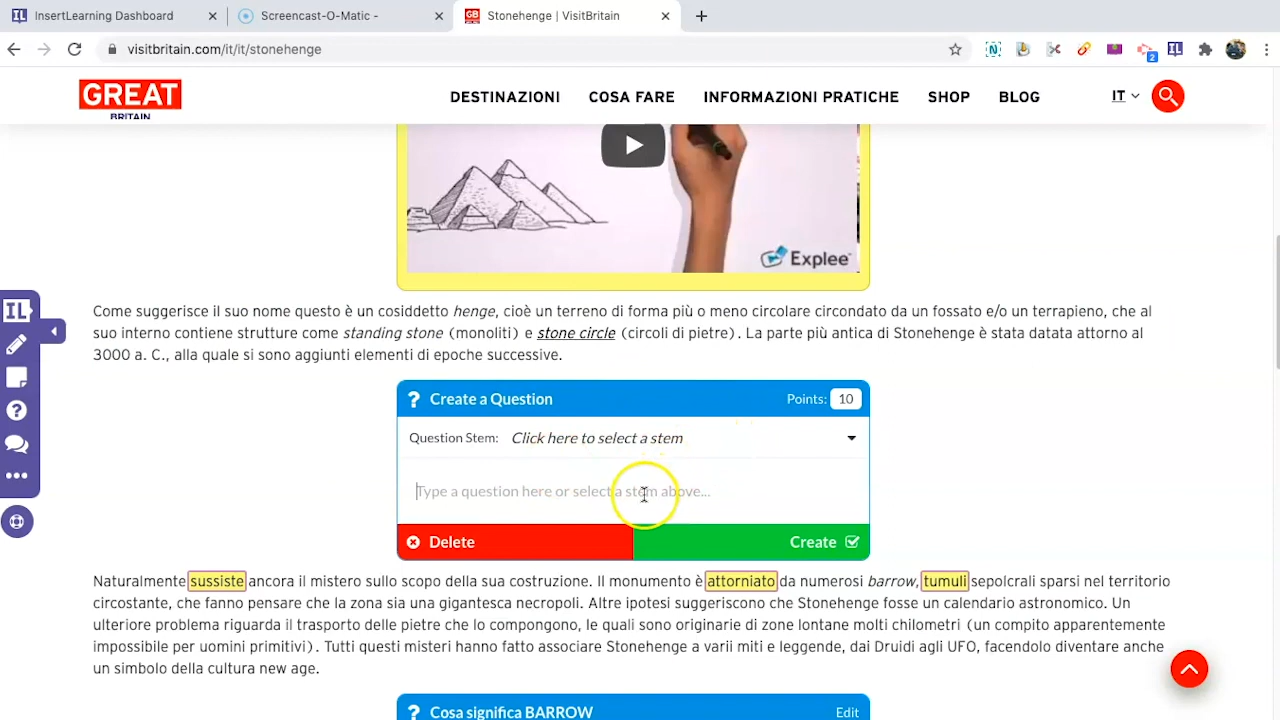 InsertLearning Dashboard
Screencast-O-Matic -
Stonehenge | VisitBritain
visitbritain.com/it/it/stonehenge
2
IL
GREAT
BRITAIN
DESTINAZIONI COSA FARE INFORMAZIONI PRATICHE SHOP BLOG IT
Explee
Come suggerisce il suo nome questo è un cosiddetto henge, cioè un terreno di forma più o meno circolare circondato da un fossato e/o un terrapieno, che al
suo interno contiene strutture come standing stone (monoliti) e stone circle (circoli di pietre). La parte più antica di Stonehenge è stata datata attorno al
3000 a. C., alla quale si sono aggiunti elementi di epoche successive.
IL
? Create a Question Points: 10
Question Stem: Click here to select a stem
Type a question here or select a stem above...
Delete Create
Naturalmente sussiste ancora il mistero sullo scopo della sua costruzione. Il monumento è attorniato da numerosi barrow, tumuli sepolcrali sparsi nel territorio
circostante, che fanno pensare che la zona sia una gigantesca necropoli. Altre ipotesi suggeriscono che Stonehenge fosse un calendario astronomico. Un
ulteriore problema riguarda il trasporto delle pietre che lo compongono, le quali sono originarie di zone lontane molti chilometri (un compito apparentemente
impossibile per uomini primitivi). Tutti questi misteri hanno fatto associare Stonehenge a varii miti e leggende, dai Druidi agli UFO, facendolo diventare anche
un simbolo della cultura new age.
? Cosa significa BARROW Edit